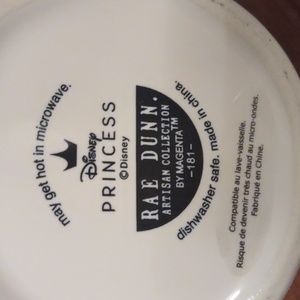 may get hot in microwave.
Disney
PRINCESS
©Disney
RAE DUNN.
ARTISAN COLLECTION
BY MAGENTA™
—181—
dishwasher safe. made in china.
Compatible au lave-vaisselle.
Risque de devenir très chaud au micro-ondes.
Fabriqué en Chine.